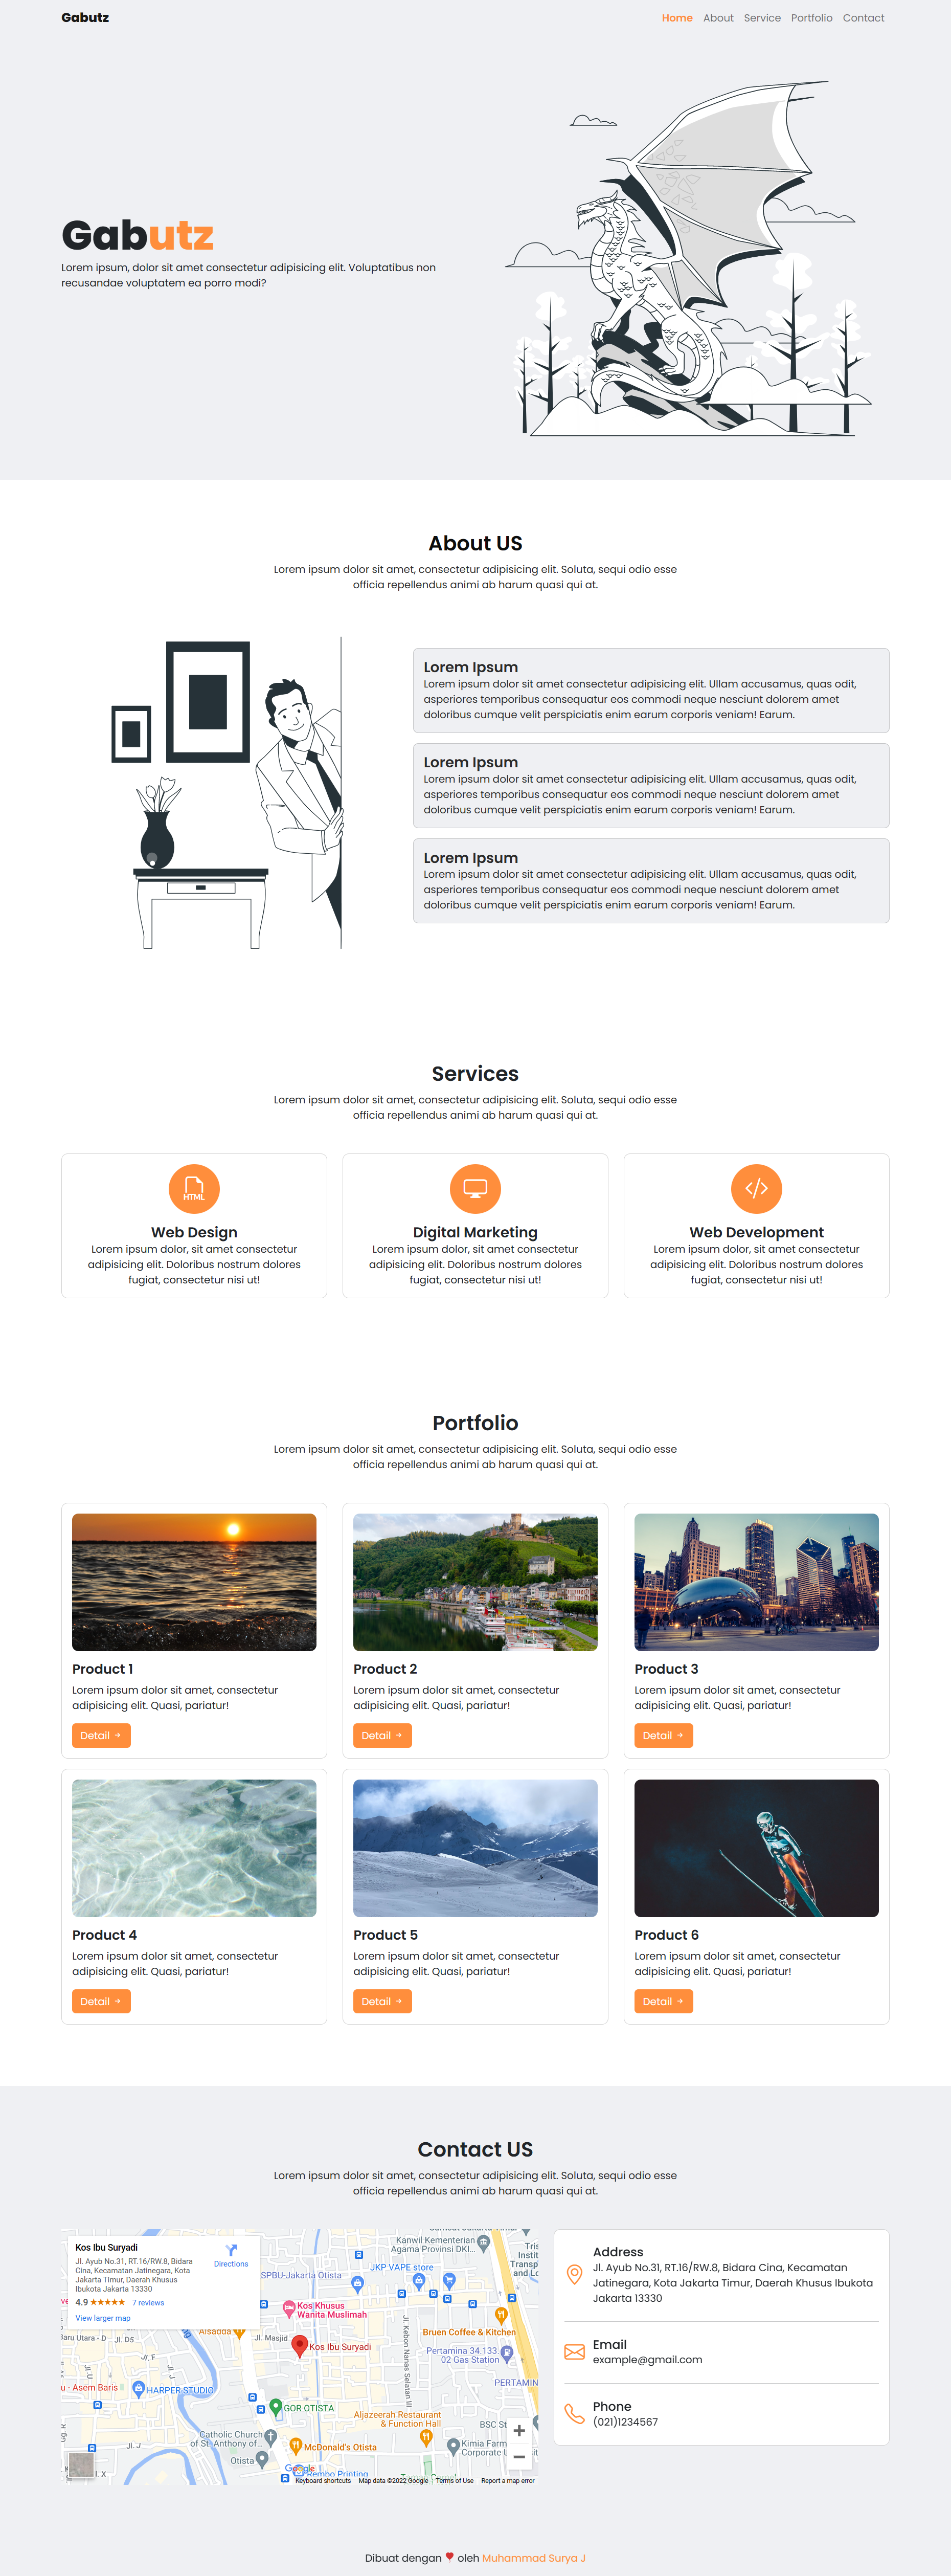 Gabutz
Home About Service Portfolio Contact
Gabutz
Lorem ipsum, dolor sit amet consectetur adipisicing elit. Voluptatibus non
recusandae voluptatem ea porro modi?
About US
Lorem ipsum dolor sit amet, consectetur adipisicing elit. Soluta, sequi odio esse
officia repellendus animi ab harum quasi qui at.
Lorem Ipsum
Lorem ipsum dolor sit amet consectetur adipisicing elit. Ullam accusamus, quas odit,
asperiores temporibus consequatur eos commodi neque nesciunt dolorem amet
doloribus cumque velit perspiciatis enim earum corporis veniam! Earum.
Lorem Ipsum
Lorem ipsum dolor sit amet consectetur adipisicing elit. Ullam accusamus, quas odit,
asperiores temporibus consequatur eos commodi neque nesciunt dolorem amet
doloribus cumque velit perspiciatis enim earum corporis veniam! Earum.
Lorem Ipsum
Lorem ipsum dolor sit amet consectetur adipisicing elit. Ullam accusamus, quas odit,
asperiores temporibus consequatur eos commodi neque nesciunt dolorem amet
doloribus cumque velit perspiciatis enim earum corporis veniam! Earum.
Services
Lorem ipsum dolor sit amet, consectetur adipisicing elit. Soluta, sequi odio esse
officia repellendus animi ab harum quasi qui at.
HTML
Web Design
Lorem ipsum dolor, sit amet consectetur
adipisicing elit. Doloribus nostrum dolores
fugiat, consectetur nisi ut!
Digital Marketing
Lorem ipsum dolor, sit amet consectetur
adipisicing elit. Doloribus nostrum dolores
fugiat, consectetur nisi ut!
Web Development
Lorem ipsum dolor, sit amet consectetur
adipisicing elit. Doloribus nostrum dolores
fugiat, consectetur nisi ut!
Portfolio
Lorem ipsum dolor sit amet, consectetur adipisicing elit. Soluta, sequi odio esse
officia repellendus animi ab harum quasi qui at.
Product 1
Lorem ipsum dolor sit amet, consectetur
adipisicing elit. Quasi, pariatur!
Detail →
Product 2
Lorem ipsum dolor sit amet, consectetur
adipisicing elit. Quasi, pariatur!
Detail →
Product 3
Lorem ipsum dolor sit amet, consectetur
adipisicing elit. Quasi, pariatur!
Detail →
Product 4
Lorem ipsum dolor sit amet, consectetur
adipisicing elit. Quasi, pariatur!
Detail →
Product 5
Lorem ipsum dolor sit amet, consectetur
adipisicing elit. Quasi, pariatur!
Detail →
Product 6
Lorem ipsum dolor sit amet, consectetur
adipisicing elit. Quasi, pariatur!
Detail →
Contact US
Lorem ipsum dolor sit amet, consectetur adipisicing elit. Soluta, sequi odio esse
officia repellendus animi ab harum quasi qui at.
Kos Ibu Suryadi
Jl. Ayub No.31, RT.16/RW.8, Bidara
Cina, Kecamatan Jatinegara, Kota
Jakarta Timur, Daerah Khusus
Ibukota Jakarta 13330
4.9 ★★★★★ 7 reviews
View larger map
Directions
Kanwil Kementerian
Agama Provinsi DKI...
SPBU-Jakarta Otista
JKP VAPE store
Kos Khusus
Wanita Muslimah
Jl. Masjid
Kos Ibu Suryadi
Jl. Kebon Nanas Selatan III
Bruen Coffee & Kitchen
Pertamina 34.133.
02 Gas Station
Jl. D5
HARPER STUDIO
GOR OTISTA
Aljazeerah Restaurant
& Function Hall
Catholic Church
of St. Anthony of...
McDonald's Otista
Otista
Kimia Farm
Google
Keyboard shortcuts Map data ©2022 Google Terms of Use Report a map error
Address
Jl. Ayub No.31, RT.16/RW.8, Bidara Cina, Kecamatan
Jatinegara, Kota Jakarta Timur, Daerah Khusus Ibukota
Jakarta 13330
Email
example@gmail.com
Phone
(021)1234567
Dibuat dengan oleh Muhammad Surya J